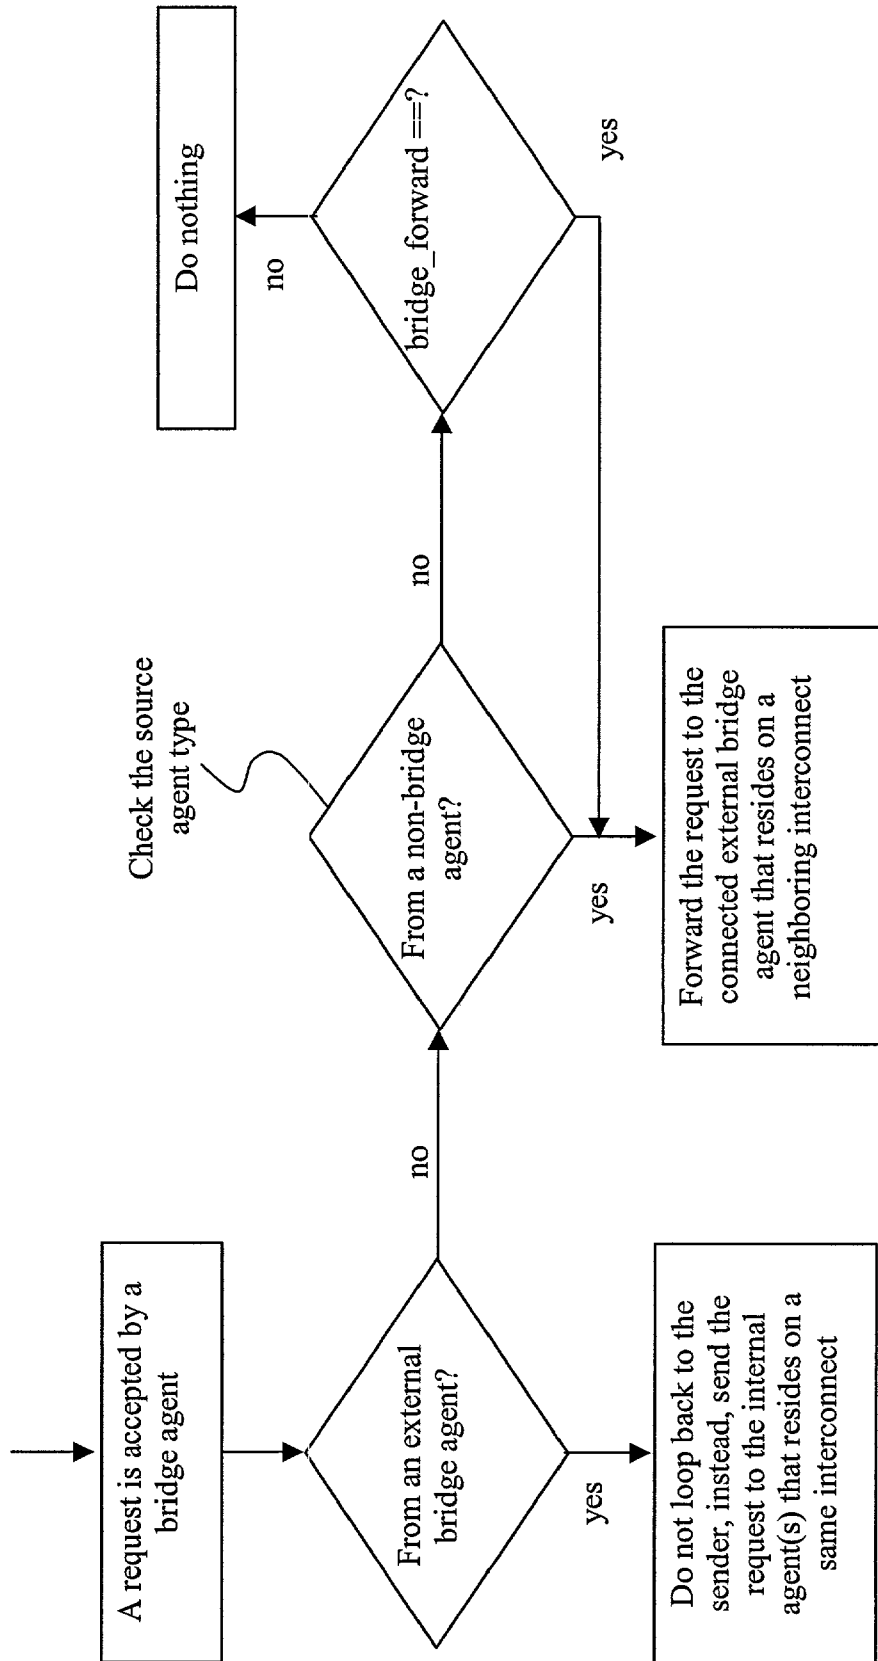 A request is accepted by a
bridge agent
From an external
bridge agent?
yes
no
Do not loop back to the
sender, instead, send the
request to the internal
agent(s) that resides on a
same interconnect
Check the source
agent type
From a non-bridge
agent?
yes
no
Forward the request to the
connected external bridge
agent that resides on a
neighboring interconnect
bridge_forward ==?
no
yes
Do nothing